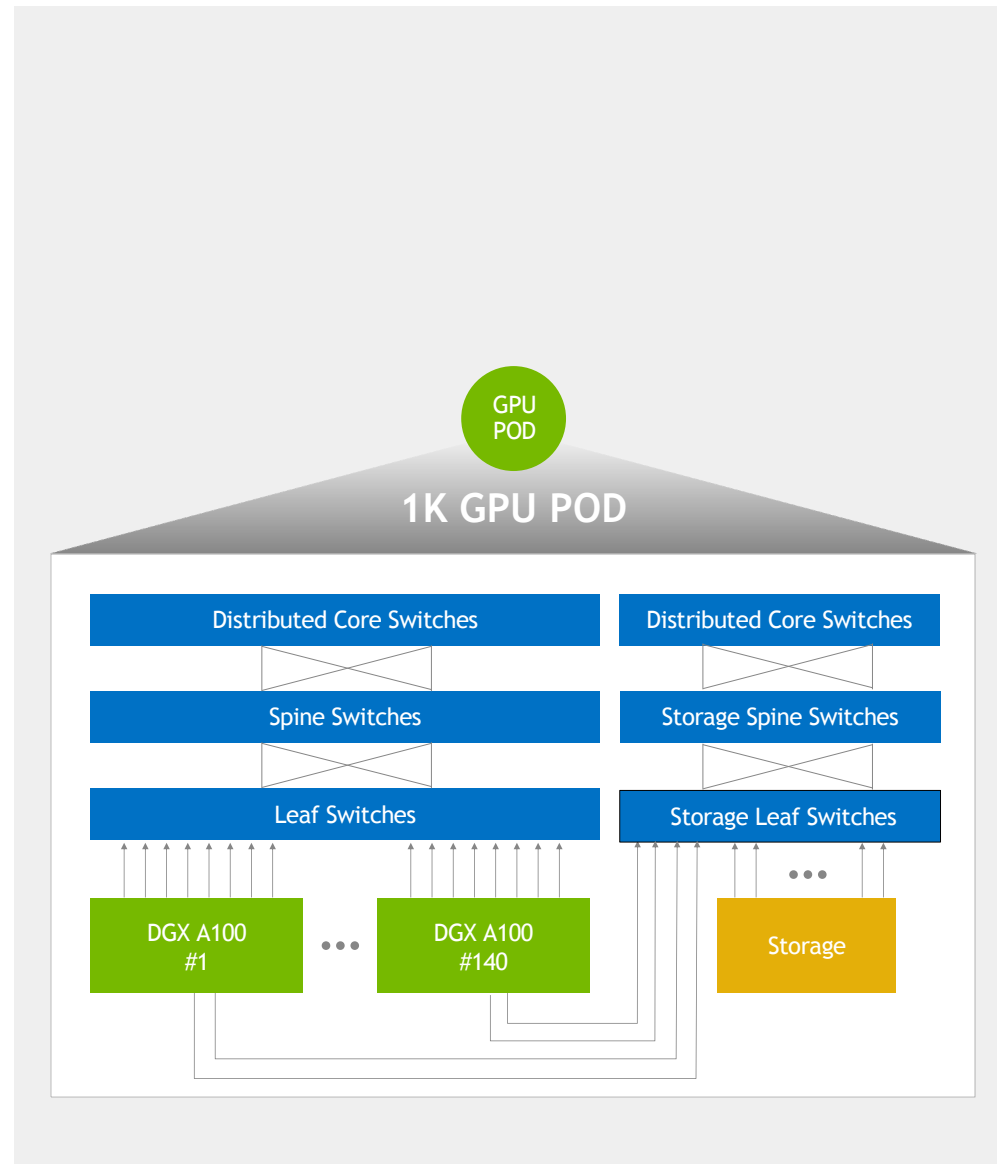 GPU
POD
1K GPU POD
Distributed Core Switches
Distributed Core Switches
Spine Switches
Storage Spine Switches
Leaf Switches
Storage Leaf Switches
DGX A100
#1
DGX A100
#140
Storage